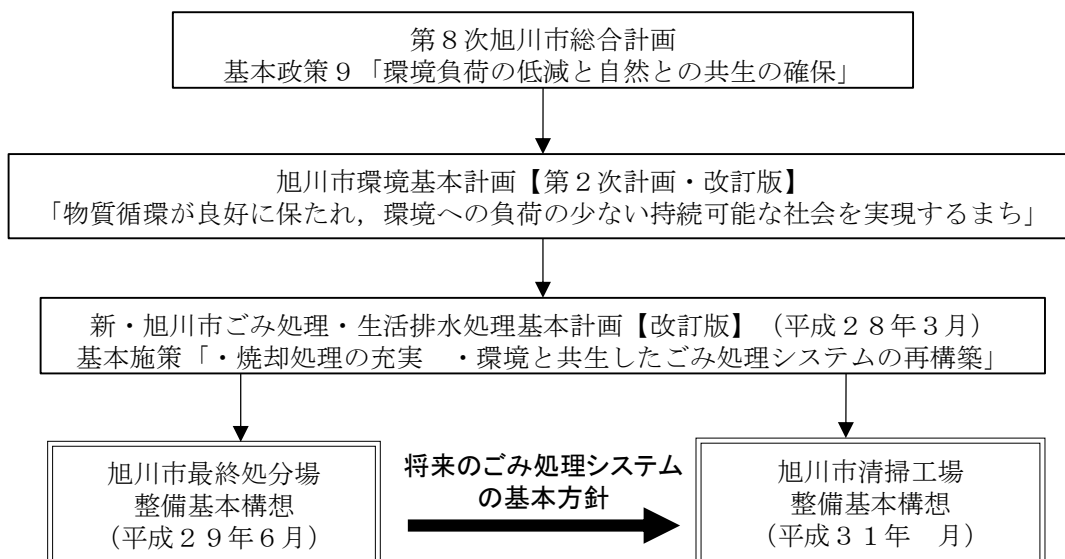 第８次旭川市総合計画
基本政策９「環境負荷の低減と自然との共生の確保」
旭川市環境基本計画【第２次計画・改訂版】
「物質循環が良好に保たれ，環境への負荷の少ない持続可能な社会を実現するまち」
新・旭川市ごみ処理・生活排水処理基本計画【改訂版】（平成２８年３月）
基本施策「・焼却処理の充実　・環境と共生したごみ処理システムの再構築」
旭川市最終処分場
整備基本構想
（平成２９年６月）
将来のごみ処理システム
の基本方針
旭川市清掃工場
整備基本構想
（平成３１年　月）